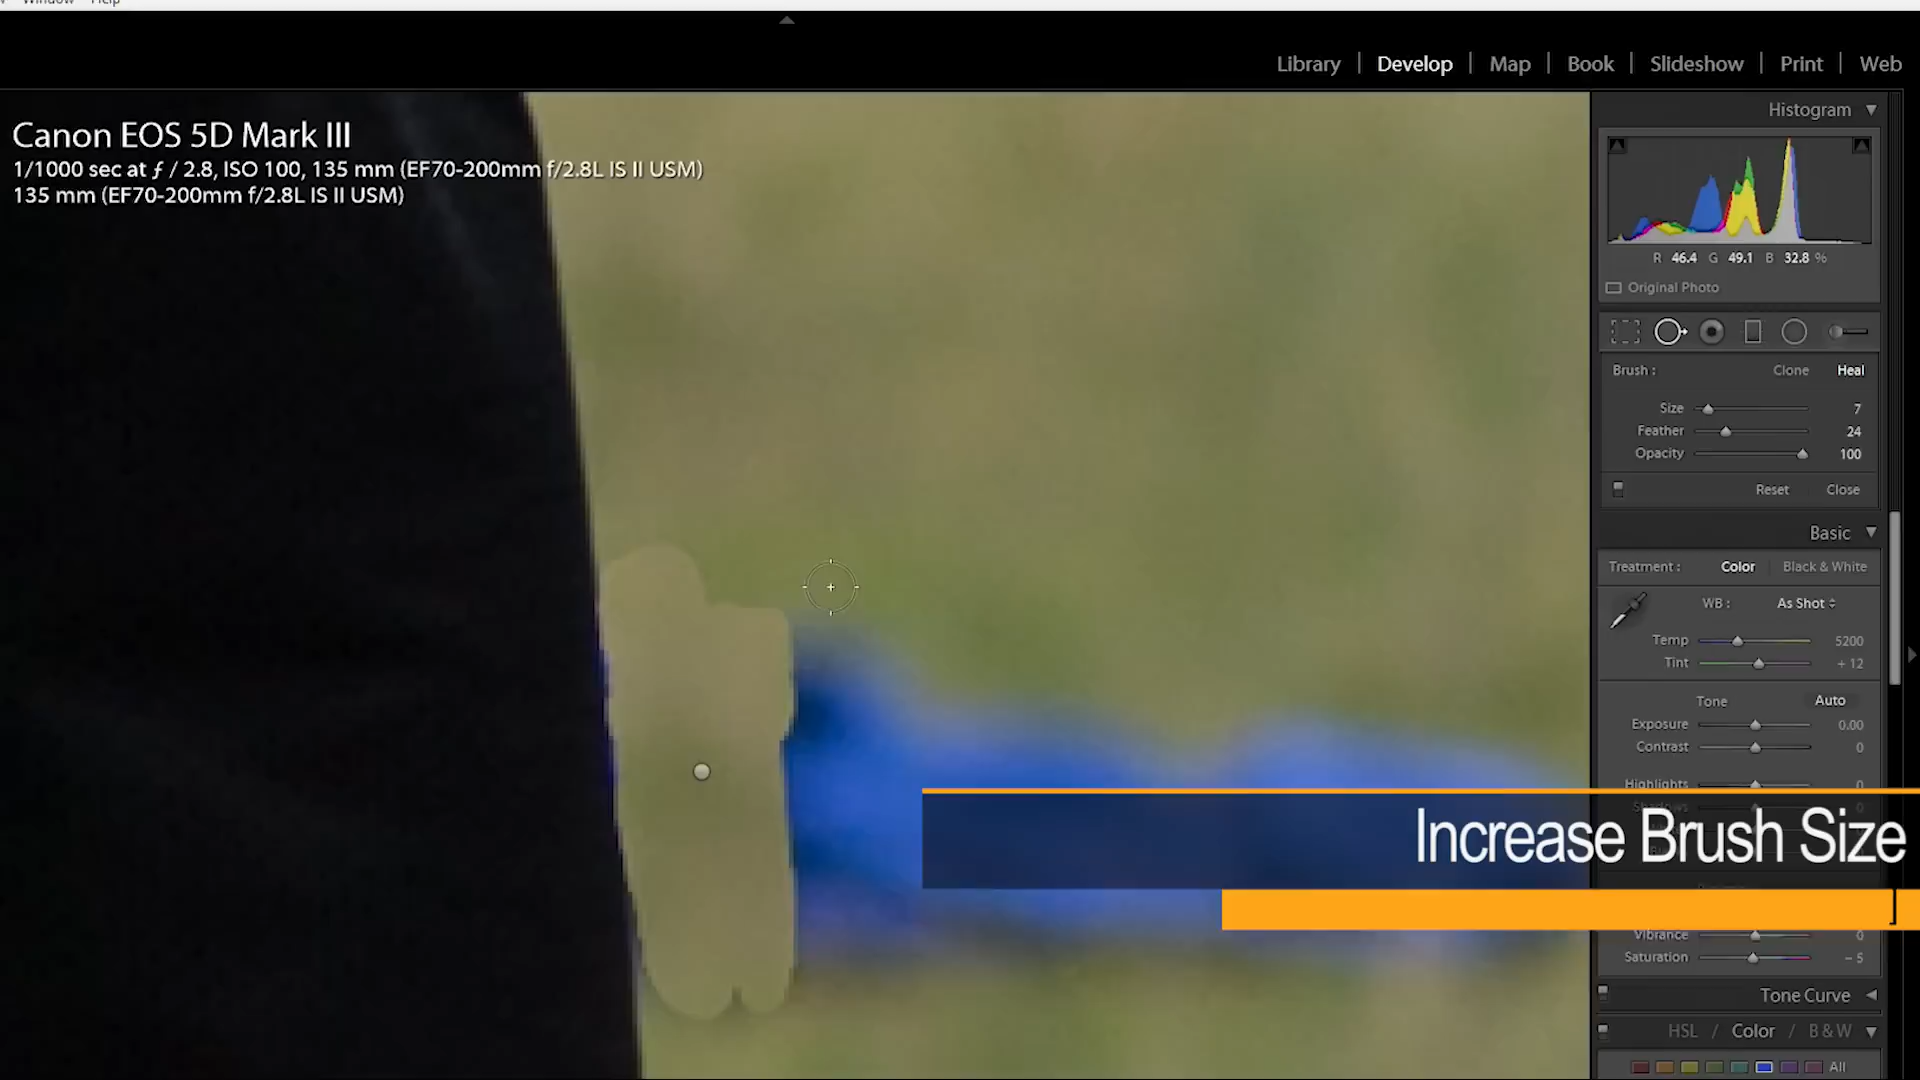 Window Help
Library | Develop | Map | Book | Slideshow | Print | Web
Canon EOS 5D Mark III
1/1000 sec at ƒ / 2.8, ISO 100, 135 mm (EF70-200mm f/2.8L IS II USM)
135 mm (EF70-200mm f/2.8L IS II USM)
Histogram
R 46.4 G 49.1 B 32.8 %
Original Photo
Brush : Clone Heal
Size 7
Feather 24
Opacity 100
Reset Close
Basic
Treatment : Color Black & White
WB : As Shot
Temp 5200
Tint + 12
Tone Auto
Exposure 0.00
Contrast 0
Highlights 0
Shadows 0
Increase Brush Size
]
Vibrance 0
Saturation – 5
Tone Curve
HSL / Color / B & W
All